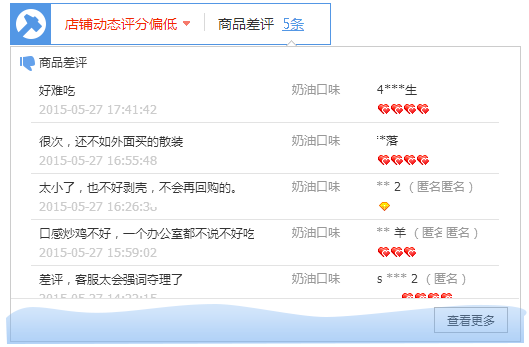 店铺动态评分偏低 商品差评 5条
商品差评
好难吃 奶油口味 4***生
2015-05-27 17:41:42
很次，还不如外面买的散装 奶油口味 **落
2015-05-27 16:55:48
太小了，也不好剥壳，不会再回购的。 奶油口味 ** 2 （匿名匿名）
2015-05-27 16:26:3
口感炒鸡不好，一个办公室都不说不好吃 奶油口味 ** 羊 （匿名匿名）
2015-05-27 15:59:02
差评，客服太会强词夺理了 奶油口味 s *** 2 （匿名）
2015-05-27 14:22:15
查看更多